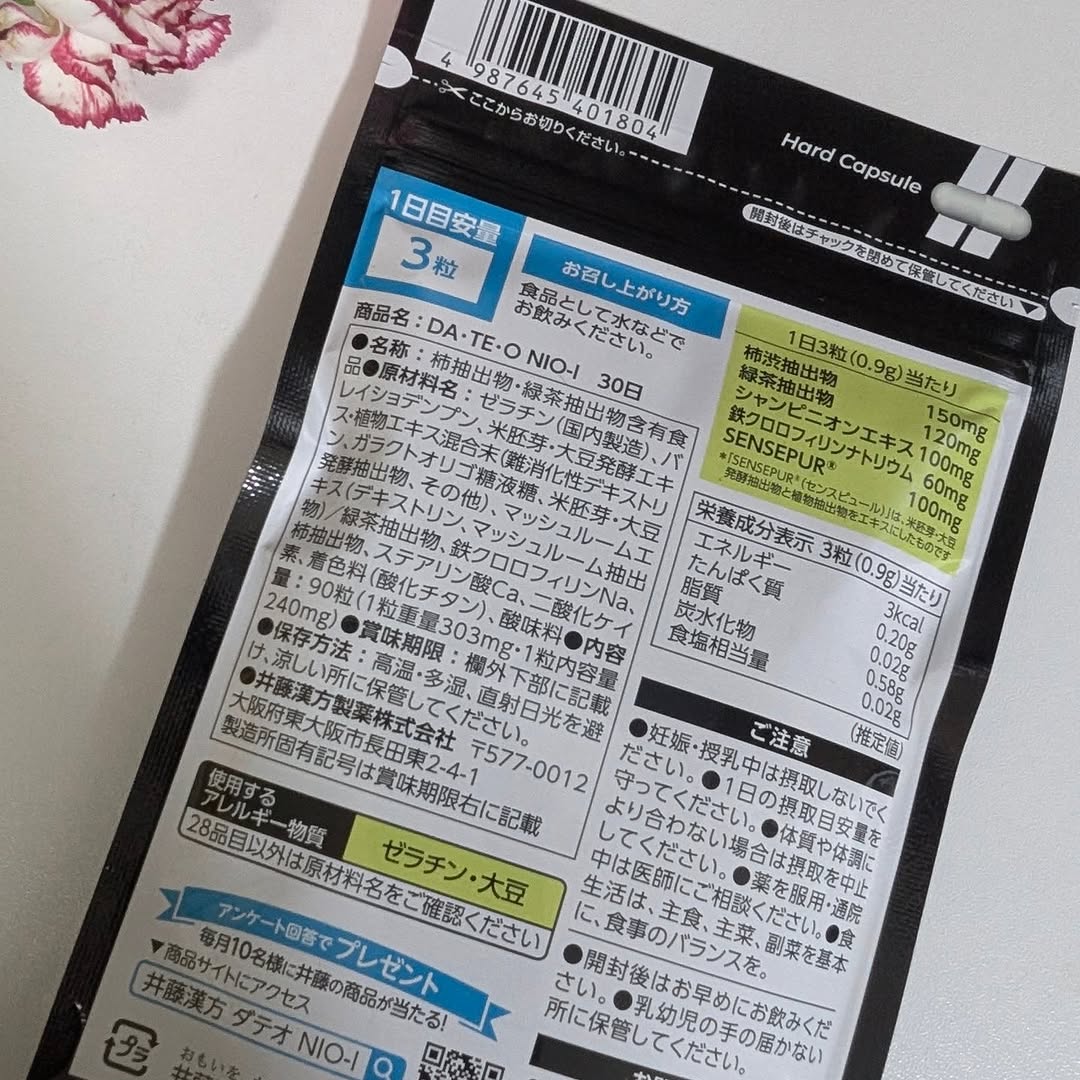 4 987645 401804
ここからお切りください。
Hard Capsule
開封後はチャックを閉めて保管してください
1日目安量
3粒
お召し上がり方
食品として水などで
お飲みください。
1日3粒(0.9g)当たり
柿渋抽出物 150mg
緑茶抽出物 120mg
シャンピニオンエキス 100mg
鉄クロロフィリンナトリウム 60mg
SENSEPUR® 100mg
*「SENSEPUR®(センスピュール)」は、米胚芽・大豆
発酵抽出物と植物抽出物をエキスにしたものです
商品名:DA・TE・O NIO-I 30日
●名称:柿抽出物・緑茶抽出物含有食
品●原材料名:ゼラチン(国内製造)、バ
レイショデンプン、米胚芽・大豆発酵エキ
ス・植物エキス混合末(難消化性デキストリ
ン、ガラクトオリゴ糖液糖、米胚芽・大豆
発酵抽出物、その他)、マッシュルームエ
キス(デキストリン、マッシュルーム抽出
物)/緑茶抽出物、鉄クロロフィリンNa、
柿抽出物、ステアリン酸Ca、二酸化ケイ
素、着色料(酸化チタン)、酸味料●内容
量:90粒(1粒重量303mg・1粒内容量
240mg)●賞味期限:欄外下部に記載
●保存方法:高温・多湿、直射日光を避
け、涼しい所に保管してください。
●井藤漢方製薬株式会社 〒577-0012
大阪府東大阪市長田東2-4-1
製造所固有記号は賞味期限右に記載
栄養成分表示 3粒(0.9g)当たり
エネルギー 3kcal
たんぱく質 0.20g
脂質 0.02g
炭水化物 0.58g
食塩相当量 0.02g
(推定値)
ご注意
●妊娠・授乳中は摂取しないでく
ださい。●1日の摂取目安量を
守ってください。●体質や体調に
より合わない場合は摂取を中止
してください。●薬を服用・通院
中は医師にご相談ください。●食
生活は、主食、主菜、副菜を基本
に、食事のバランスを。
●開封後はお早めにお飲みくだ
さい。●乳幼児の手の届かない
所に保管してください。
使用する
アレルギー物質
ゼラチン・大豆
28品目以外は原材料名をご確認ください
アンケート回答でプレゼント
毎月10名様に井藤の商品が当たる!
▼商品サイトにアクセス
井藤漢方 ダテオ NIO-I
プラ
おもいを